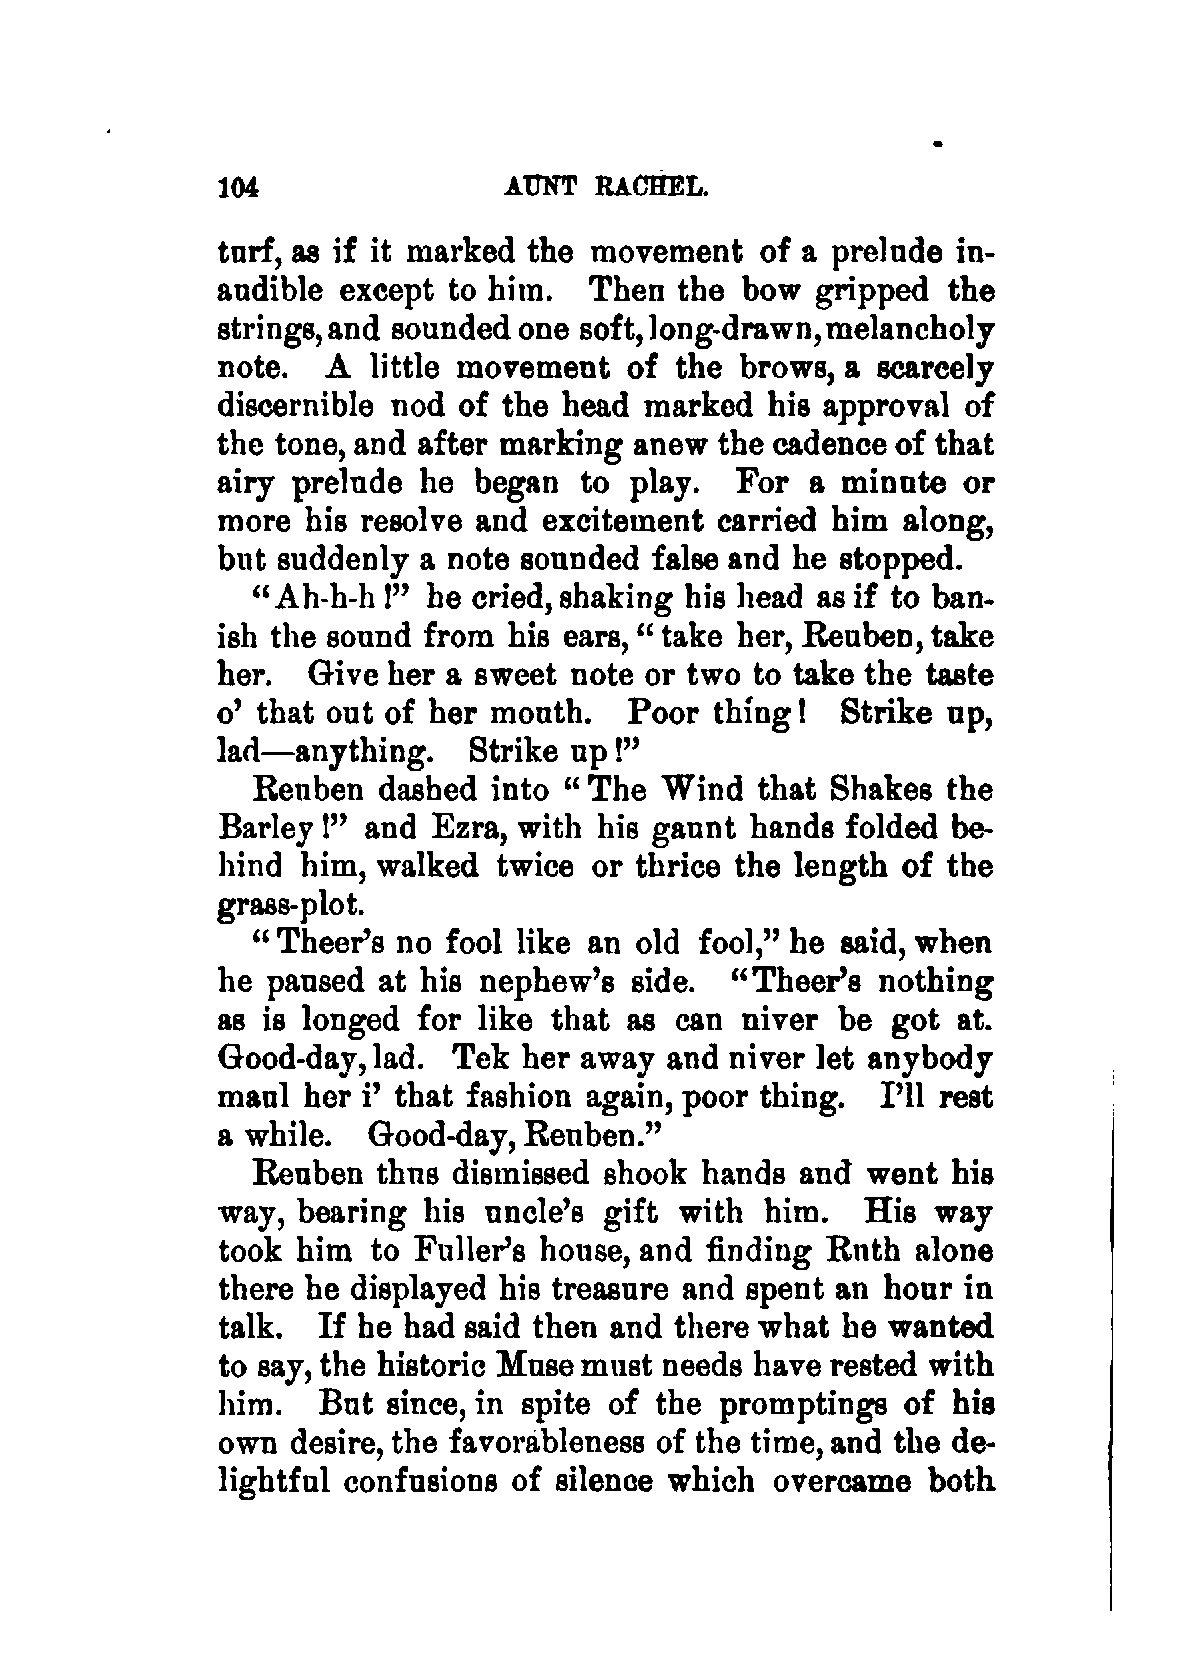 104 AUNT RACHEL.
turf, as if it marked the movement of a prelude in-
audible except to him. Then the bow gripped the
strings, and sounded one soft, long-drawn, melancholy
note. A little movement of the brows, a scarcely
discernible nod of the head marked his approval of
the tone, and after marking anew the cadence of that
airy prelude he began to play. For a minute or
more his resolve and excitement carried him along,
but suddenly a note sounded false and he stopped.
“Ah-h-h!” he cried, shaking his head as if to ban-
ish the sound from his ears, “take her, Reuben, take
her. Give her a sweet note or two to take the taste
o’ that out of her mouth. Poor thing! Strike up,
lad—anything. Strike up!”
Reuben dashed into “The Wind that Shakes the
Barley!” and Ezra, with his gaunt hands folded be-
hind him, walked twice or thrice the length of the
grass-plot.
“Theer’s no fool like an old fool,” he said, when
he paused at his nephew’s side. “Theer’s nothing
as is longed for like that as can niver be got at.
Good-day, lad. Tek her away and niver let anybody
maul her i’ that fashion again, poor thing. I’ll rest
a while. Good-day, Reuben.”
Reuben thus dismissed shook hands and went his
way, bearing his uncle’s gift with him. His way
took him to Fuller’s house, and finding Ruth alone
there he displayed his treasure and spent an hour in
talk. If he had said then and there what he wanted
to say, the historic Muse must needs have rested with
him. But since, in spite of the promptings of his
own desire, the favorableness of the time, and the de-
lightful confusions of silence which overcame both